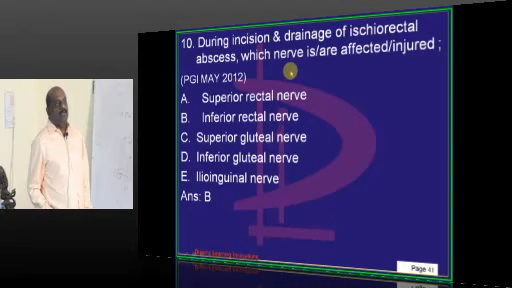 10. During incision & drainage of ischiorectal
abscess, which nerve is/are affected/injured ;
(PGI MAY 2012)
A. Superior rectal nerve
B. Inferior rectal nerve
C. Superior gluteal nerve
D. Inferior gluteal nerve
E. Ilioinguinal nerve
Ans: B
Page 41